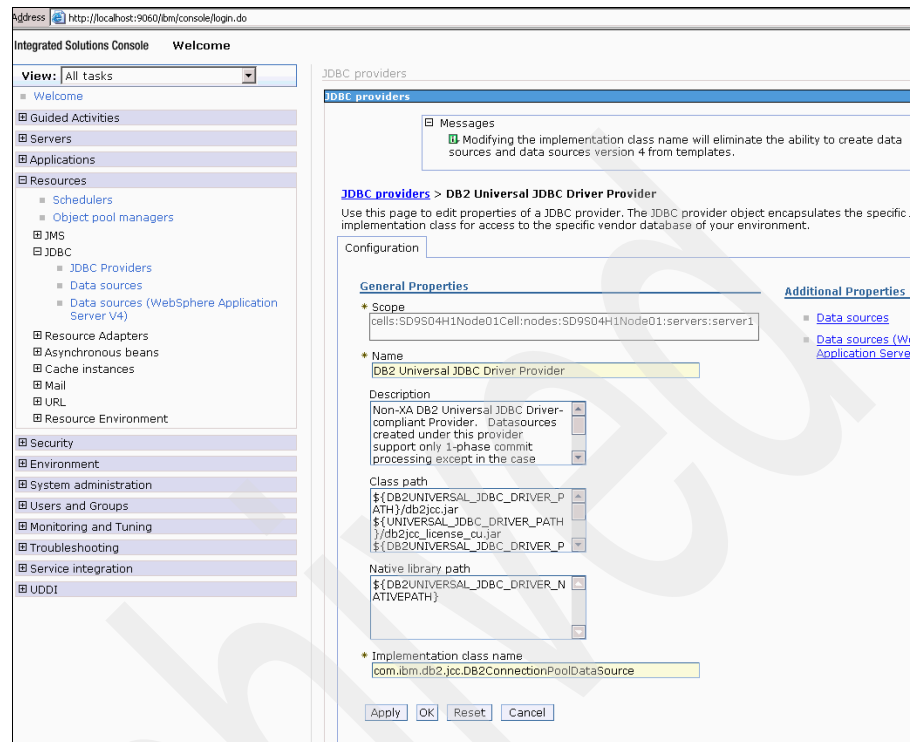 Address http://localhost:9060/ibm/console/login.do
Integrated Solutions Console Welcome
View: All tasks
Welcome
Guided Activities
Servers
Applications
Resources
Schedulers
Object pool managers
JMS
JDBC
JDBC Providers
Data sources
Data sources (WebSphere Application
Server V4)
Resource Adapters
Asynchronous beans
Cache instances
Mail
URL
Resource Environment
Security
Environment
System administration
Users and Groups
Monitoring and Tuning
Troubleshooting
Service integration
UDDI
JDBC providers
JDBC providers
Messages
Modifying the implementation class name will eliminate the ability to create data
sources and data sources version 4 from templates.
JDBC providers > DB2 Universal JDBC Driver Provider
Use this page to edit properties of a JDBC provider. The JDBC provider object encapsulates the specific
implementation class for access to the specific vendor database of your environment.
Configuration
General Properties
* Scope
cells:SD9S04H1Node01Cell:nodes:SD9S04H1Node01:servers:server1
* Name
DB2 Universal JDBC Driver Provider
Description
Non-XA DB2 Universal JDBC Driver-
compliant Provider. Datasources
created under this provider
support only 1-phase commit
processing except in the case
Class path
${DB2UNIVERSAL_JDBC_DRIVER_P
ATH}/db2jcc.jar
${UNIVERSAL_JDBC_DRIVER_PATH
}/db2jcc_license_cu.jar
${DB2UNIVERSAL_JDBC_DRIVER_P
Native library path
${DB2UNIVERSAL_JDBC_DRIVER_N
ATIVEPATH}
* Implementation class name
com.ibm.db2.jcc.DB2ConnectionPoolDataSource
Apply OK Reset Cancel
Additional Properties
Data sources
Data sources (We
Application Serve